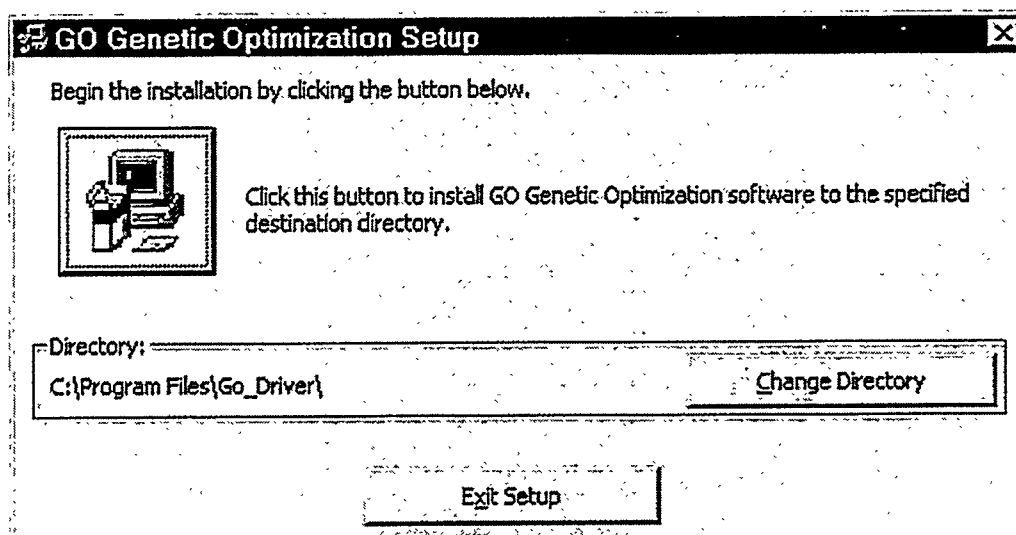 GO Genetic Optimization Setup
Begin the installation by clicking the button below.
Click this button to install GO Genetic Optimization software to the specified
destination directory.
Directory:
C:\Program Files\Go_Driver\
Change Directory
Exit Setup